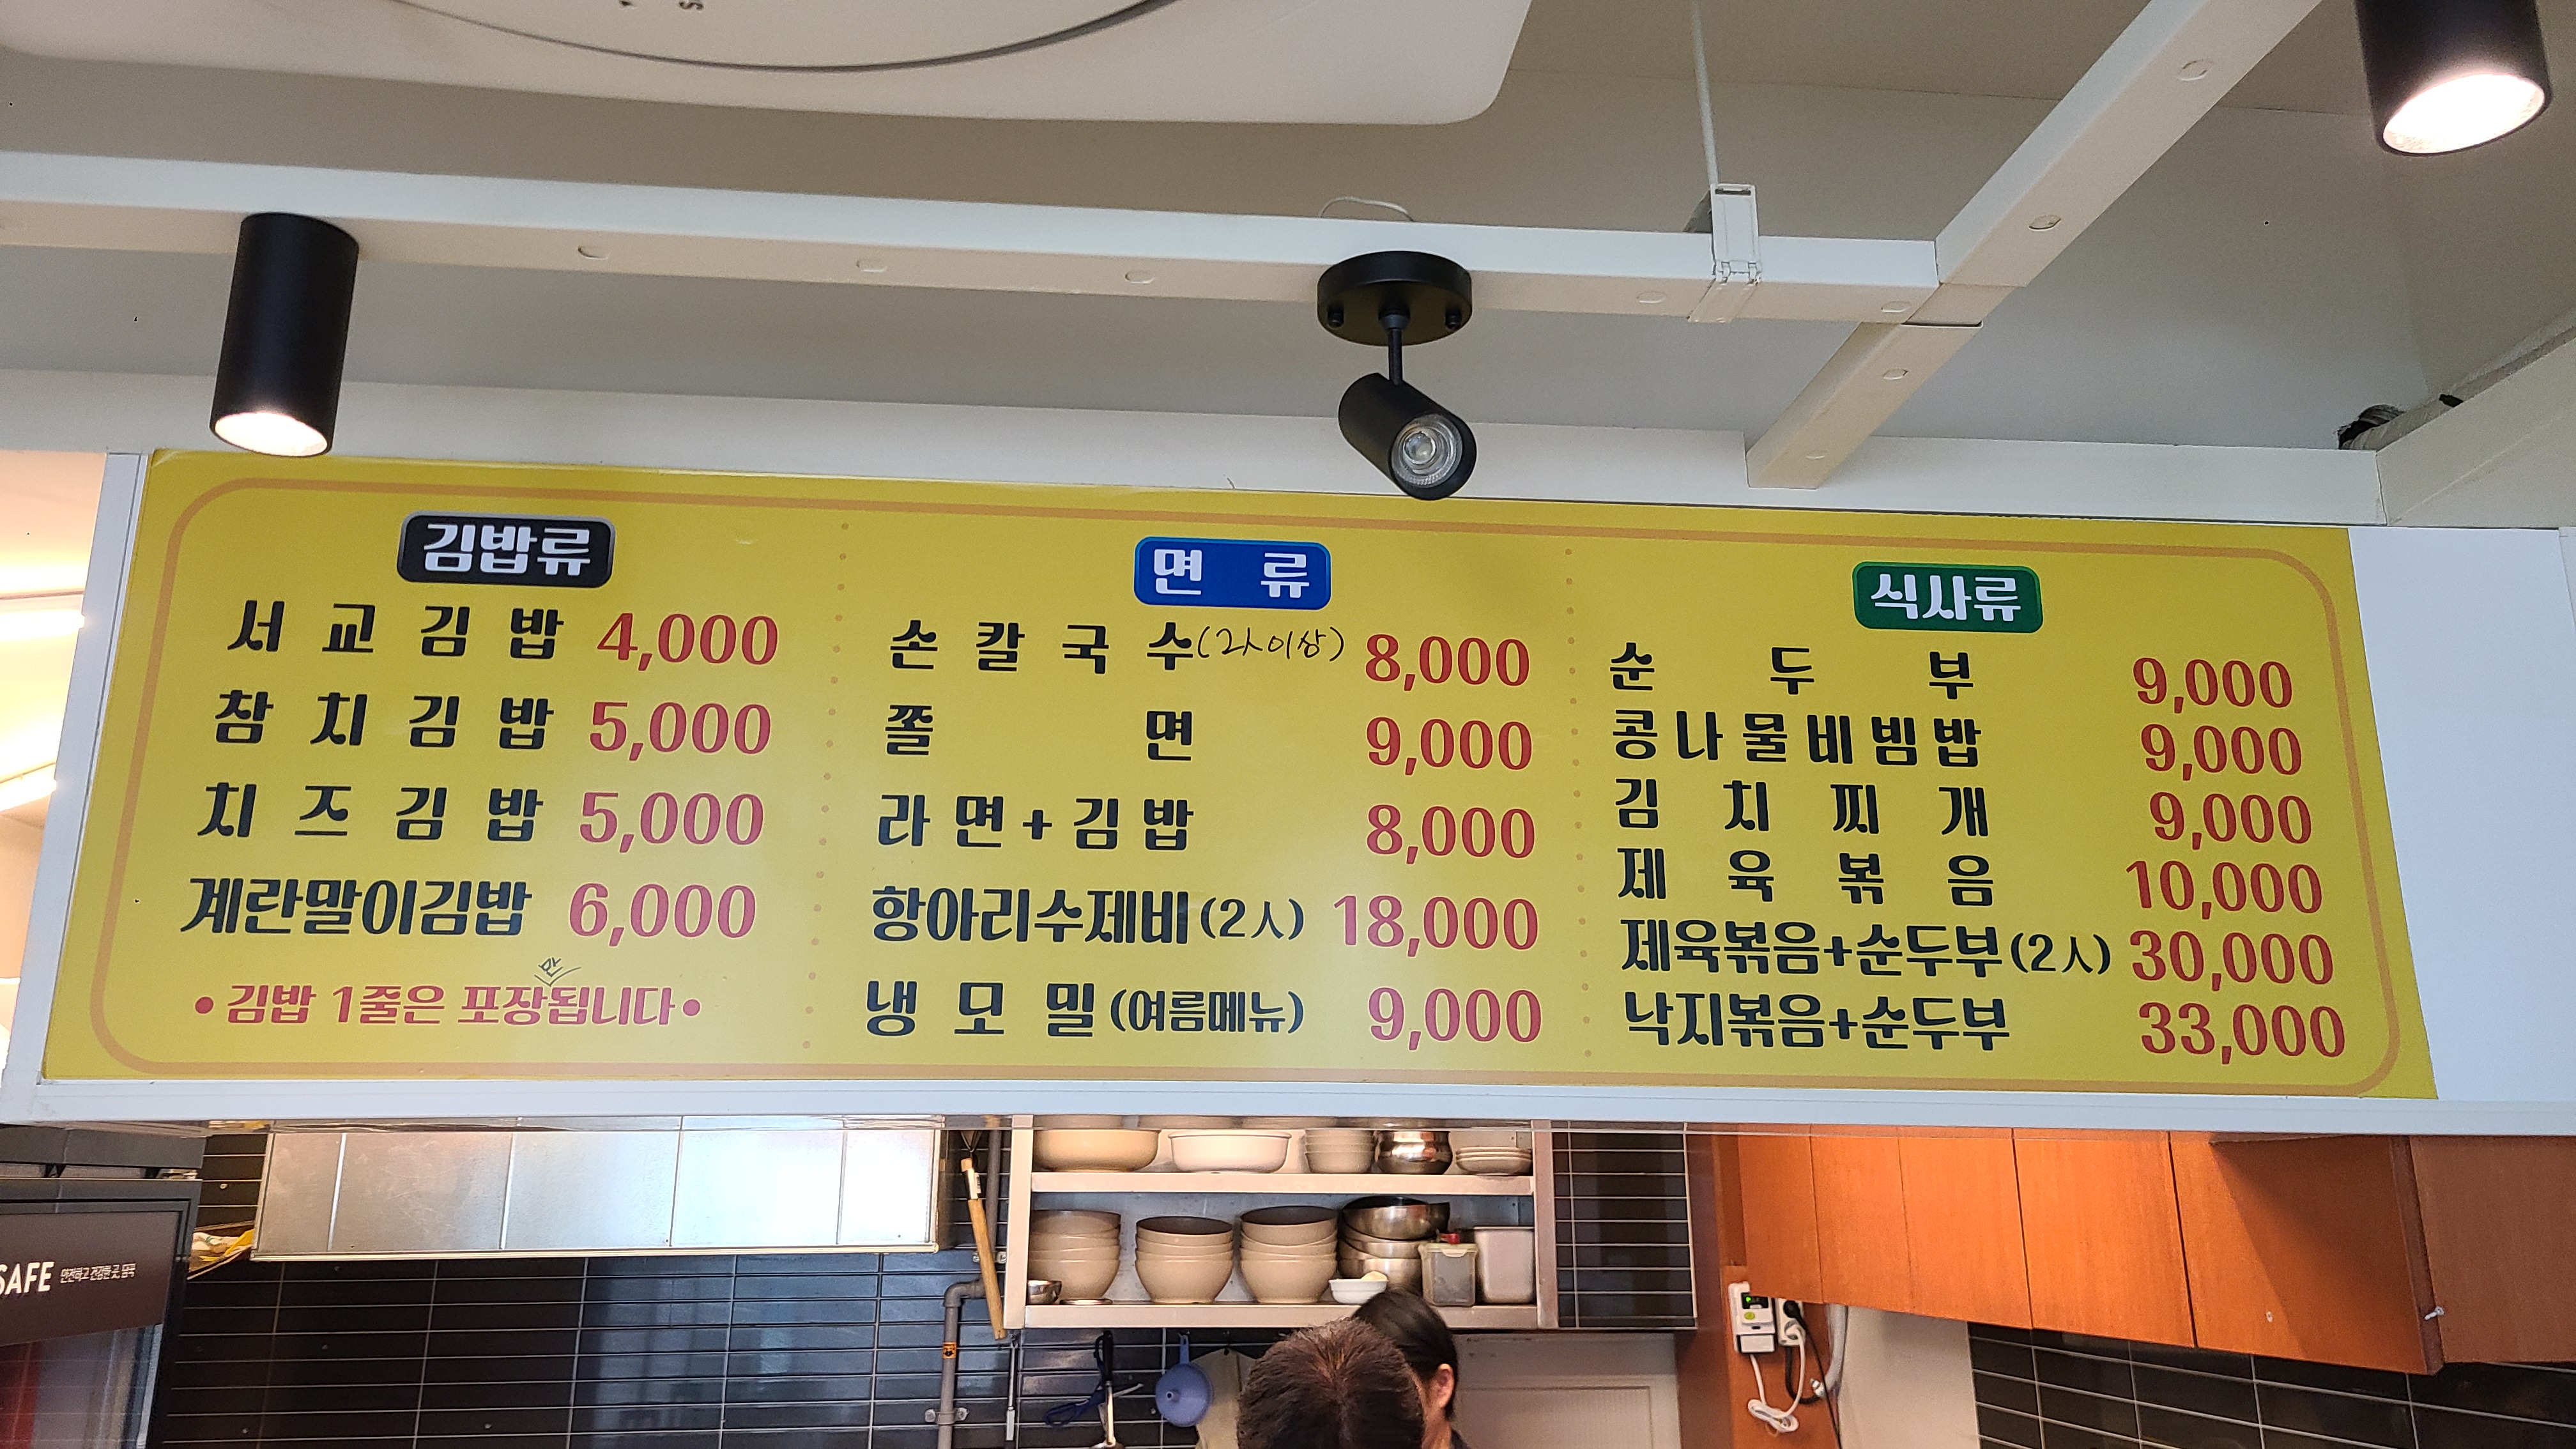 김밥류
서교김밥 4,000
참치김밥 5,000
치즈김밥 5,000
계란말이김밥 6,000
만
•김밥 1줄은 포장됩니다•
면 류
손칼국수(2人이상) 8,000
쫄면 9,000
라면+김밥 8,000
항아리수제비(2人) 18,000
냉모밀(여름메뉴) 9,000
식사류
순두부 9,000
콩나물비빔밥 9,000
김치찌개 9,000
제육볶음 10,000
제육볶음+순두부(2人) 30,000
낙지볶음+순두부 33,000
SAFE